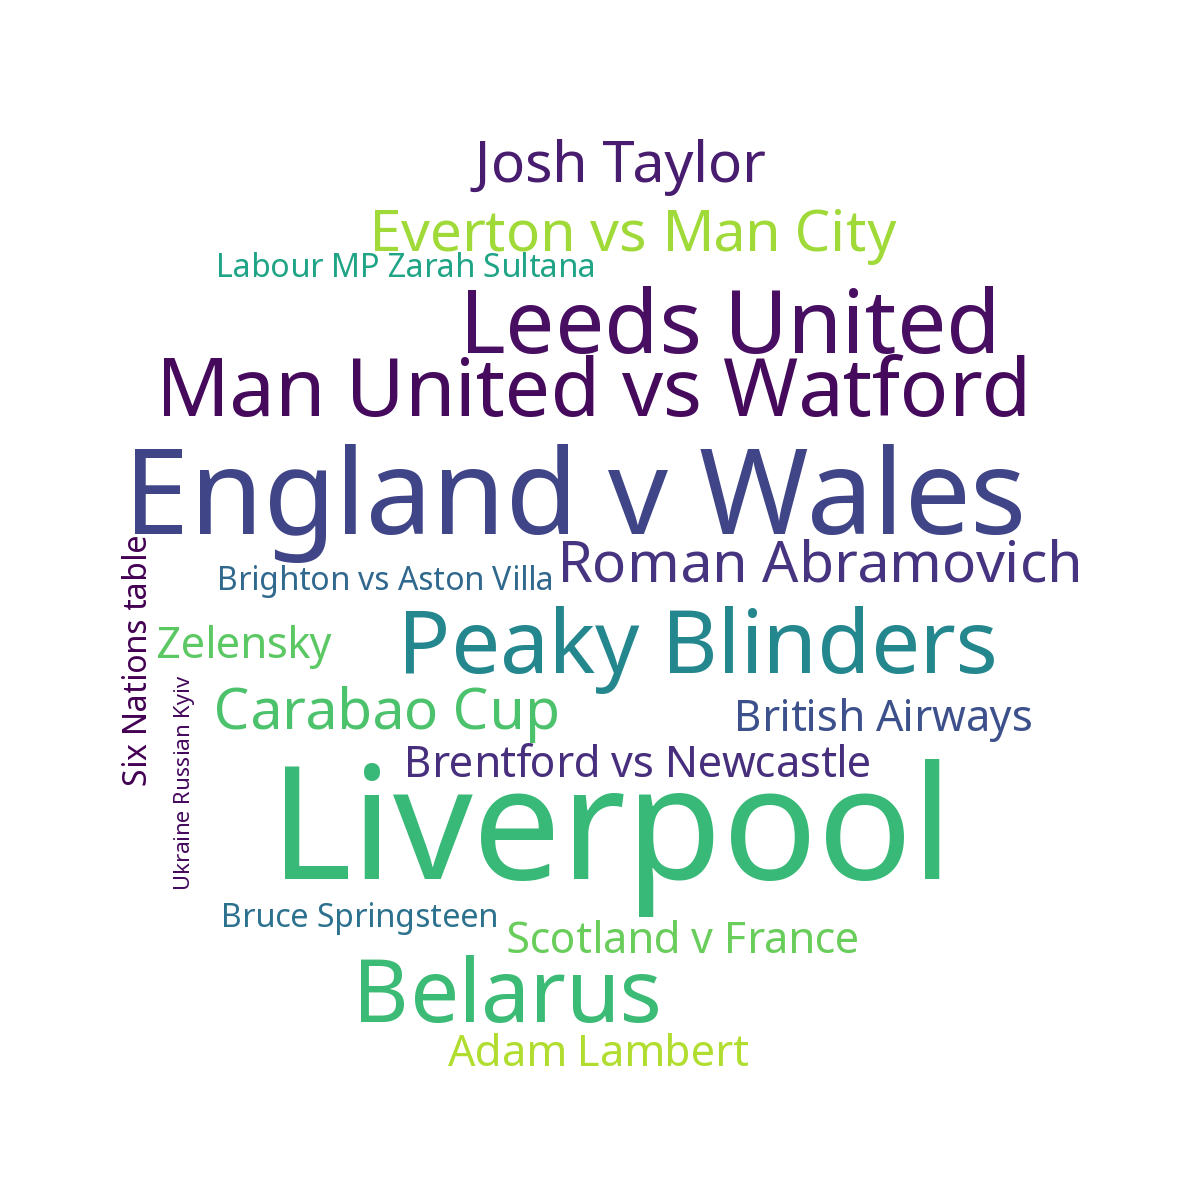 Josh Taylor
Everton vs Man City
Labour MP Zarah Sultana
Leeds United
Man United vs Watford
England v Wales
Roman Abramovich
Brighton vs Aston Villa
Six Nations table
Peaky Blinders
Zelensky
Ukraine Russian Kyiv
Carabao Cup
British Airways
Brentford vs Newcastle
Liverpool
Bruce Springsteen
Scotland v France
Belarus
Adam Lambert